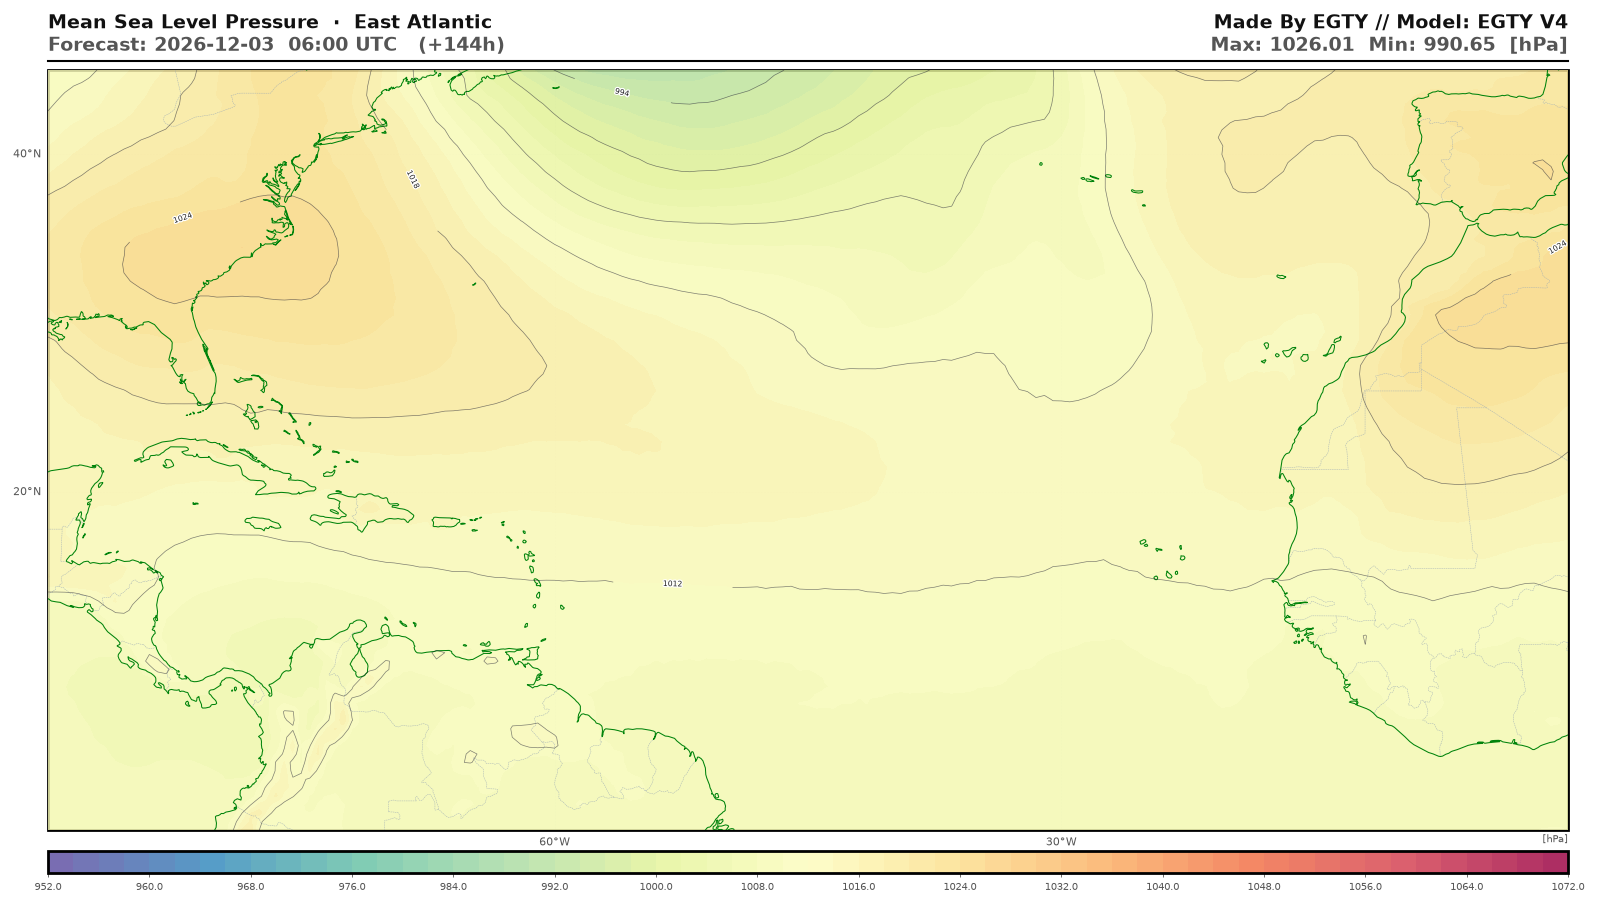 Mean Sea Level Pressure · East Atlantic
Made By EGTY // Model: EGTY V4
Forecast: 2026-12-03 06:00 UTC (+144h)
Max: 1026.01 Min: 990.65 [hPa]
994
40°N
1018
1024
1024
20°N
1012
60°W 30°W
[hPa]
952.0 960.0 968.0 976.0 984.0 992.0 1000.0 1008.0 1016.0 1024.0 1032.0 1040.0 1048.0 1056.0 1064.0 1072.0